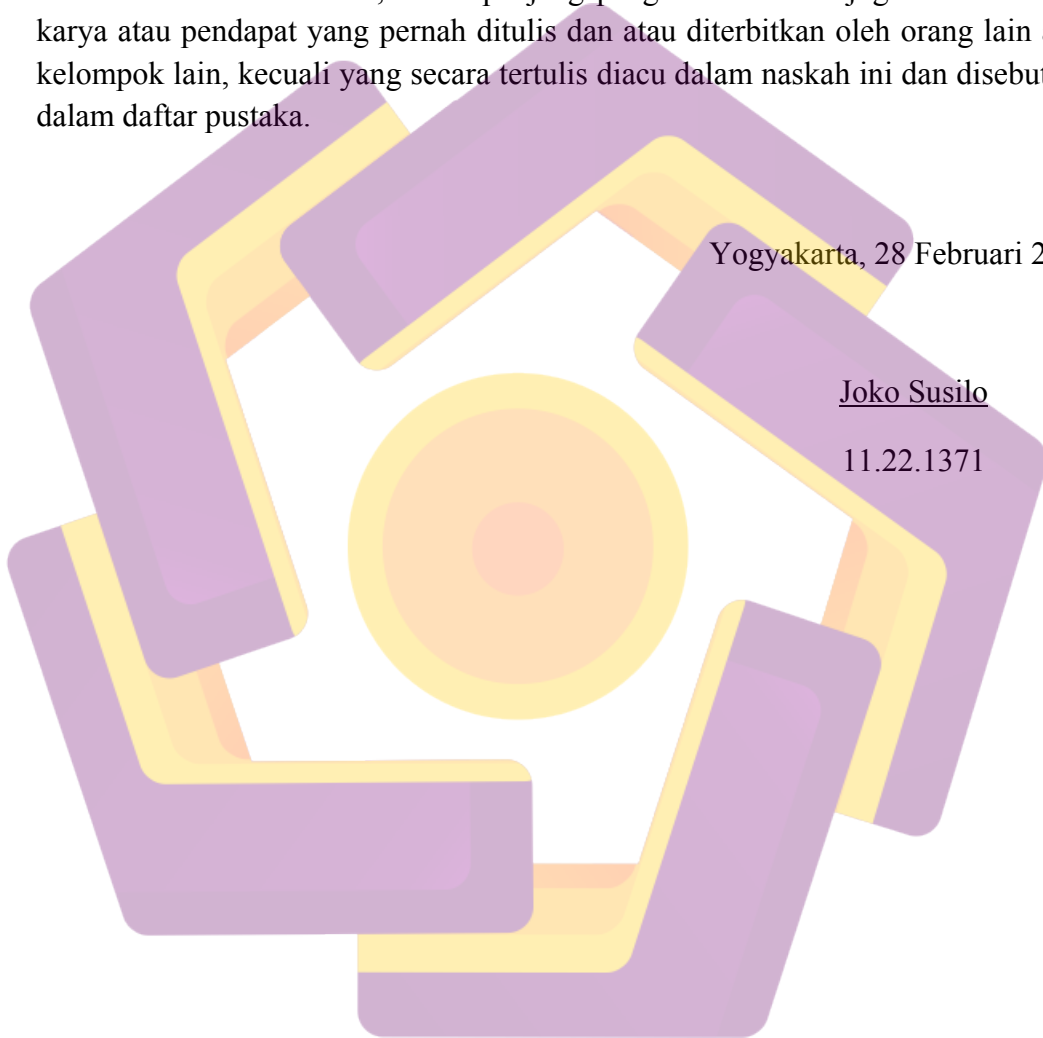 karya atau pendapat yang pernah ditulis dan atau diterbitkan oleh orang lain
kelompok lain, kecuali yang secara tertulis diacu dalam naskah ini dan disebut
dalam daftar pustaka.
Yogyakarta, 28 Februari 2
Joko Susilo
11.22.1371